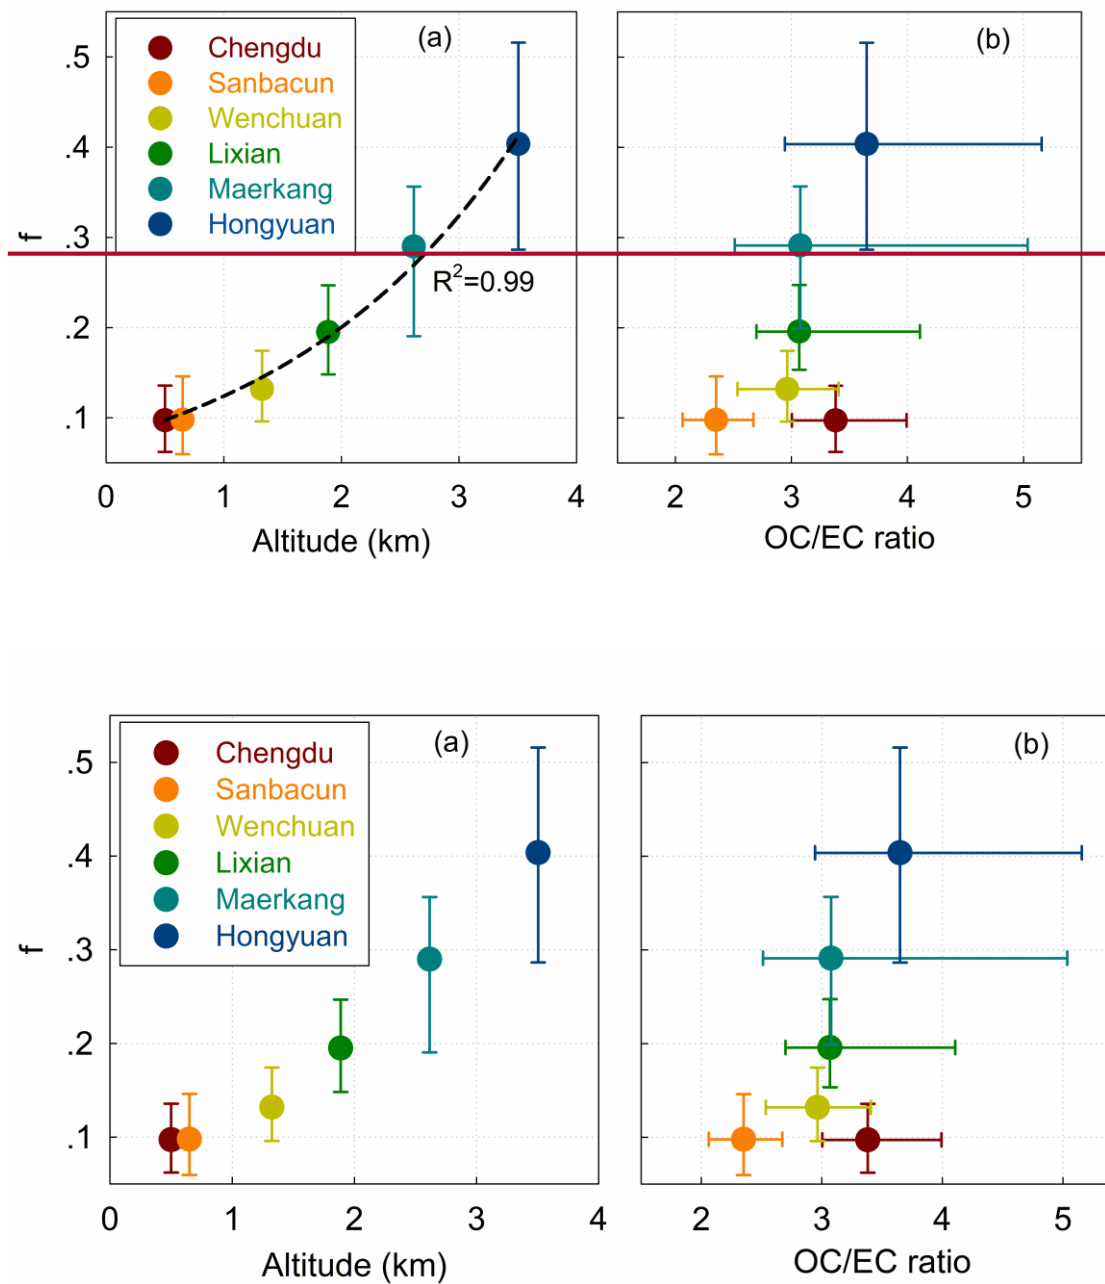 (a)
Chengdu
Sanbacun
Wenchuan
Lixian
Maerkang
Hongyuan
R²=0.99
.5
.4
.3
.2
.1
f
0 1 2 3 4
Altitude (km)
(b)
2 3 4 5
OC/EC ratio
(a)
Chengdu
Sanbacun
Wenchuan
Lixian
Maerkang
Hongyuan
.5
.4
.3
.2
.1
f
0 1 2 3 4
Altitude (km)
(b)
2 3 4 5
OC/EC ratio